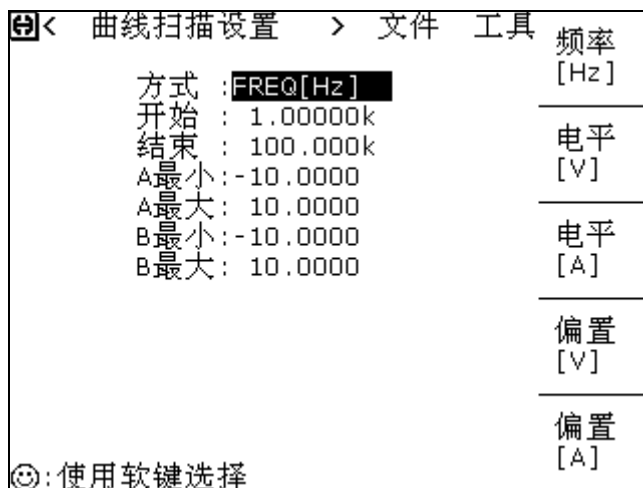 < 曲线扫描设置 > 文件 工具
方式 :FREQ[Hz]
开始 : 1.00000k
结束 : 100.000k
A最小:-10.0000
A最大: 10.0000
B最小:-10.0000
B最大: 10.0000
频率
[Hz]
电平
[V]
电平
[A]
偏置
[V]
偏置
[A]
:使用软键选择